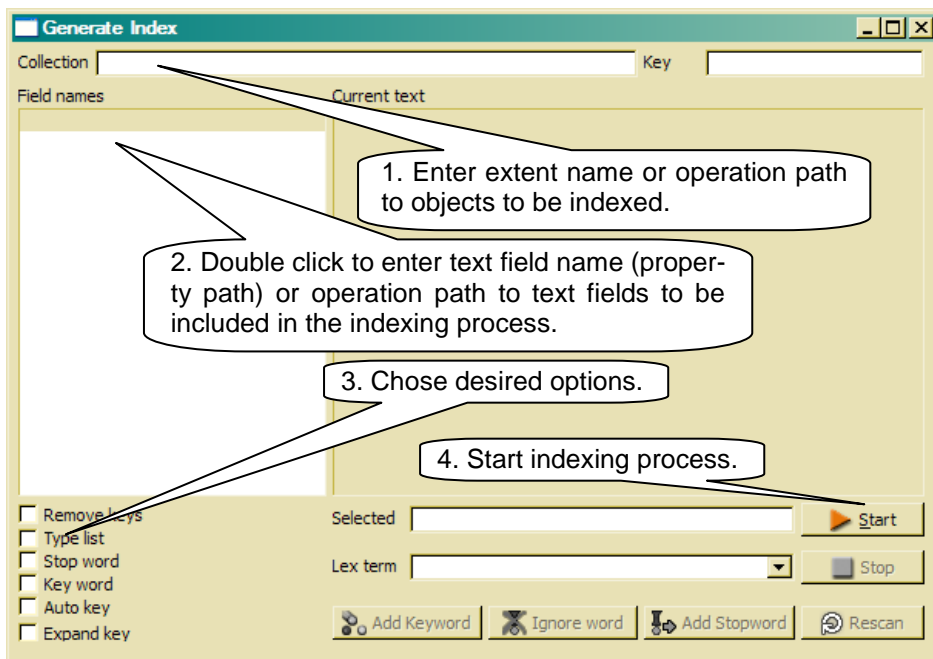 Generate Index
Collection Key
Field names Current text
1. Enter extent name or operation path
to objects to be indexed.
2. Double click to enter text field name (proper-
ty path) or operation path to text fields to be
included in the indexing process.
3. Chose desired options.
4. Start indexing process.
Remove keys Selected Start
Type list
Stop word Lex term Stop
Key word
Auto key
Expand key Add Keyword Ignore word Add Stopword Rescan